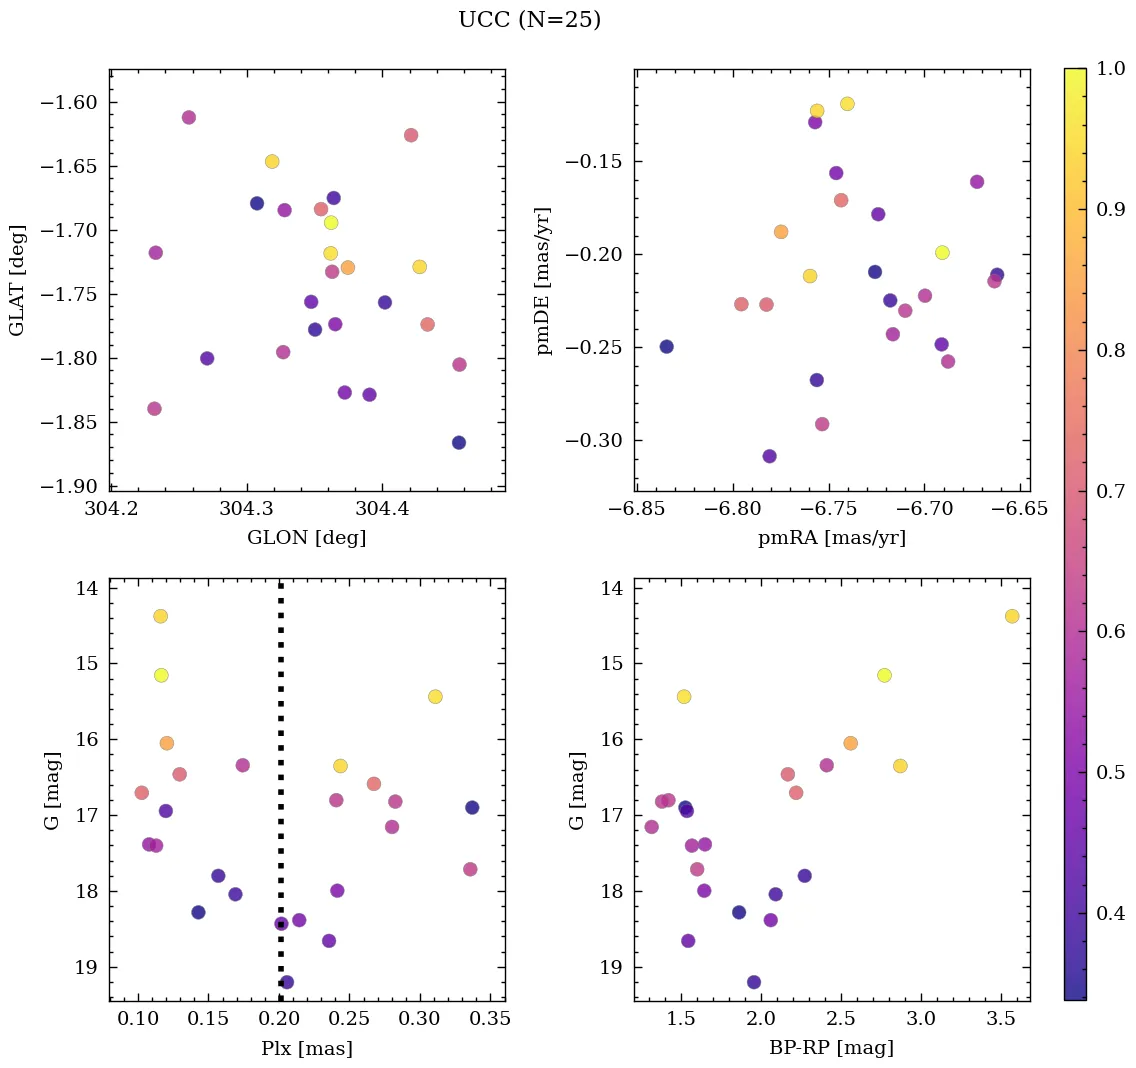 UCC (N=25)
−1.60
−1.65
−1.70
−1.75
−1.80
−1.85
−1.90
GLAT [deg]
304.2 304.3 304.4
GLON [deg]
−0.15
−0.20
−0.25
−0.30
pmDE [mas/yr]
−6.85 −6.80 −6.75 −6.70 −6.65
pmRA [mas/yr]
14
15
16
17
18
19
G [mag]
0.10 0.15 0.20 0.25 0.30 0.35
Plx [mas]
14
15
16
17
18
19
G [mag]
1.5 2.0 2.5 3.0 3.5
BP-RP [mag]
1.0
0.9
0.8
0.7
0.6
0.5
0.4